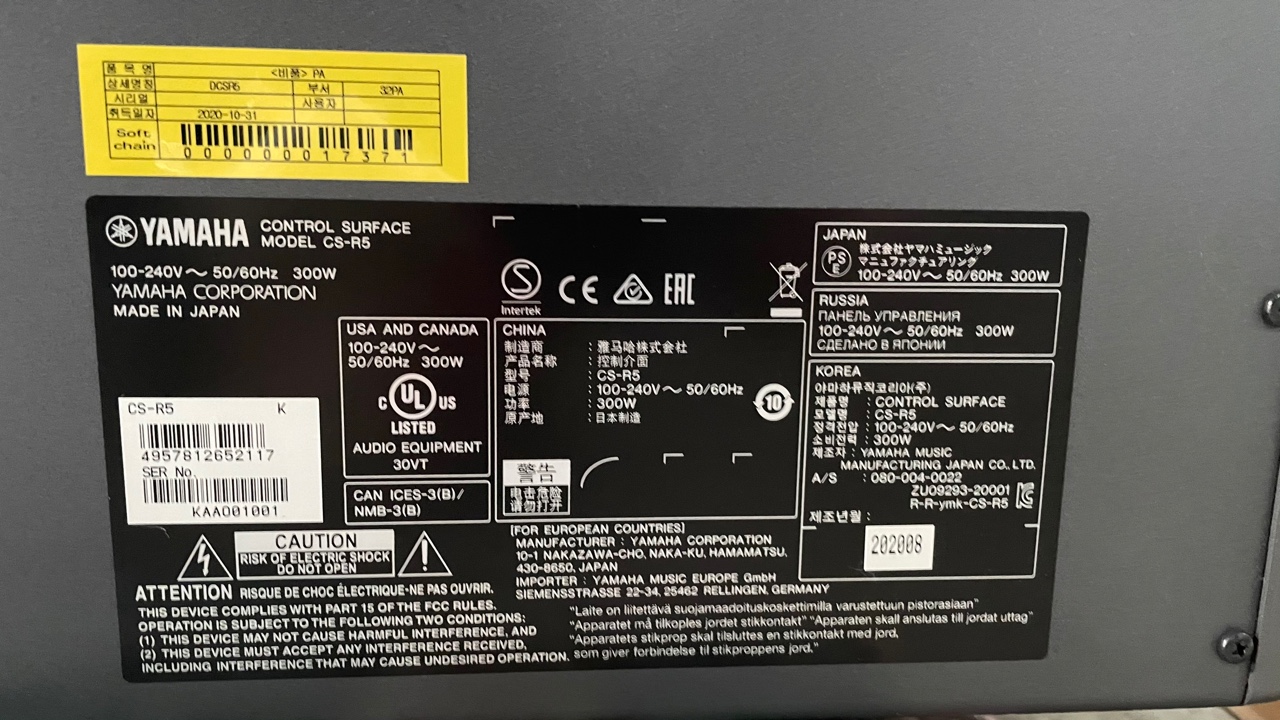 품 목 명 <비품> PA
상세명칭 DCSR5 부서 32PA
시리얼 사용자
취득일자 2020-10-31
Soft chain
000000017371
YAMAHA CONTROL SURFACE
MODEL CS-R5
100-240V～ 50/60Hz 300W
YAMAHA CORPORATION
MADE IN JAPAN
CS-R5 K
4957812652117
SER No.
KAA001001
USA AND CANADA
100-240V～
50/60Hz 300W
C UL US
LISTED
AUDIO EQUIPMENT
30VT
CAN ICES-3(B)/
NMB-3(B)
S
Intertek
CE
EAC
CHINA
制造商 : 雅马哈株式会社
产品名称 : 控制介面
型号 : CS-R5
电源 : 100-240V～ 50/60Hz
功率 : 300W
原产地 : 日本制造
10
警告
电击危险
请勿打开
JAPAN
PSE
株式会社ヤマハミュージック
マニュファクチュアリング
100-240V～ 50/60Hz 300W
RUSSIA
ПАНЕЛЬ УПРАВЛЕНИЯ
100-240V～ 50/60Hz 300W
СДЕЛАНО В ЯПОНИИ
KOREA
야마하뮤직코리아(주)
제품명 : CONTROL SURFACE
모델명 : CS-R5
정격전압 : 100-240V～ 50/60Hz
소비전력 : 300W
제조자 : YAMAHA MUSIC
MANUFACTURING JAPAN CO., LTD.
A/S : 080-004-0022
ZU09293-20001
R-R-ymk-CS-R5
제조년월 :
202008
CAUTION
RISK OF ELECTRIC SHOCK
DO NOT OPEN
ATTENTION RISQUE DE CHOC ÉLECTRIQUE-NE PAS OUVRIR.
THIS DEVICE COMPLIES WITH PART 15 OF THE FCC RULES.
OPERATION IS SUBJECT TO THE FOLLOWING TWO CONDITIONS:
(1) THIS DEVICE MAY NOT CAUSE HARMFUL INTERFERENCE, AND
(2) THIS DEVICE MUST ACCEPT ANY INTERFERENCE RECEIVED,
INCLUDING INTERFERENCE THAT MAY CAUSE UNDESIRED OPERATION.
[FOR EUROPEAN COUNTRIES]
MANUFACTURER : YAMAHA CORPORATION
10-1 NAKAZAWA-CHO, NAKA-KU, HAMAMATSU,
430-8650, JAPAN
IMPORTER : YAMAHA MUSIC EUROPE GmbH
SIEMENSSTRASSE 22-34, 25462 RELLINGEN, GERMANY
"Laite on liitettävä suojamaadoituskoskettimilla varustettuun pistorasiaan"
"Apparatet må tilkoples jordet stikkontakt" "Apparaten skall anslutas till jordat uttag"
"Apparatets stikprop skal tilsluttes en stikkontakt med jord,
som giver forbindelse til stikproppens jord."